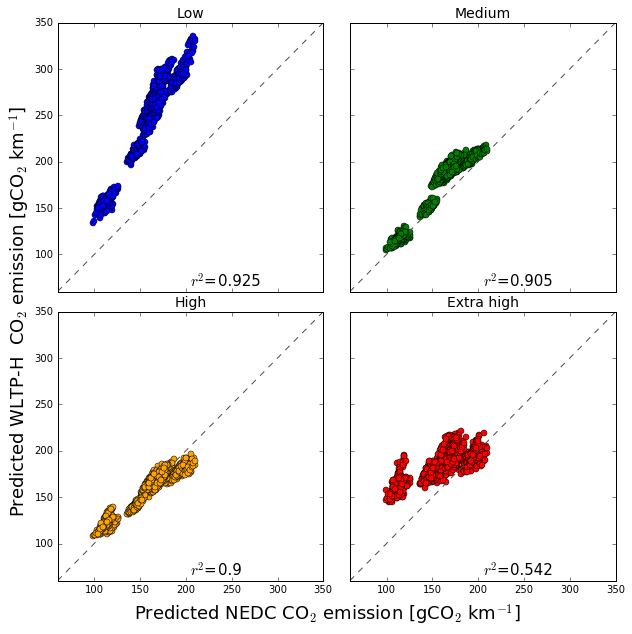 Low
Medium
350
300
250
200
150
100
r²=0.925
r²=0.905
High
Extra high
350
300
250
200
150
100
r²=0.9
r²=0.542
100 150 200 250 300 350
100 150 200 250 300 350
Predicted WLTP-H CO₂ emission [gCO₂ km⁻¹]
Predicted NEDC CO₂ emission [gCO₂ km⁻¹]